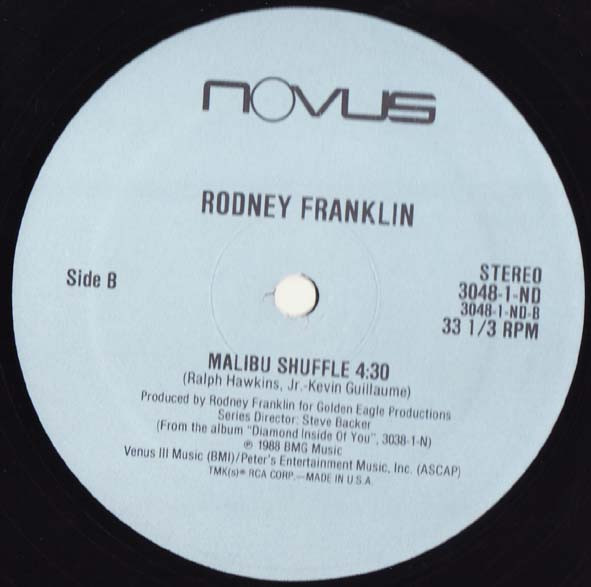 NOVUS
RODNEY FRANKLIN
Side B
STEREO
3048-1-ND
3048-1-ND-B
33 1/3 RPM
MALIBU SHUFFLE 4:30
(Ralph Hawkins, Jr.-Kevin Guillaume)
Produced by Rodney Franklin for Golden Eagle Productions
Series Director: Steve Backer
(From the album "Diamond Inside Of You", 3038-1-N)
℗ 1988 BMG Music
Venus III Music (BMI)/Peter's Entertainment Music, Inc. (ASCAP)
TMK(s)® RCA CORP.—MADE IN U.S.A.